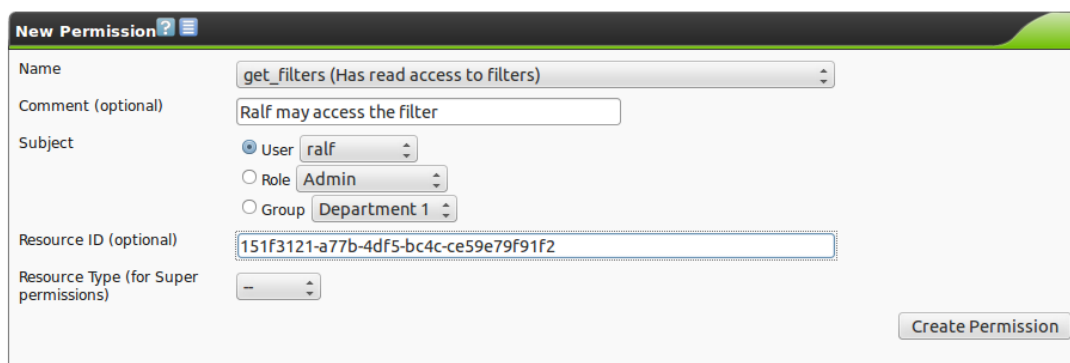 New Permission ?
Name
get_filters (Has read access to filters)
Comment (optional)
Ralf may access the filter
Subject
User ralf
Role Admin
Group Department 1
Resource ID (optional)
151f3121-a77b-4df5-bc4c-ce59e79f91f2
Resource Type (for Super
permissions)
--
Create Permission